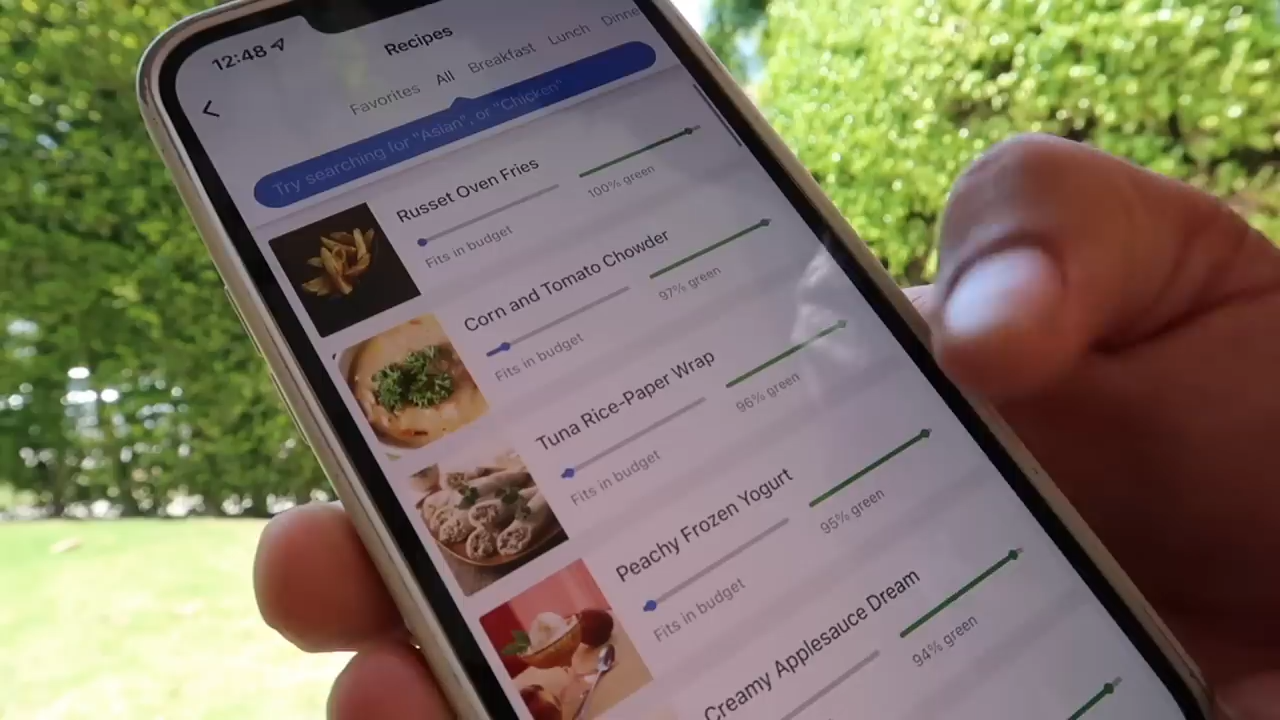 12:48
Recipes
Favorites All Breakfast Lunch Dinne
Try searching for "Asian", or "Chicken"
Russet Oven Fries
Fits in budget
100% green
Corn and Tomato Chowder
Fits in budget
97% green
Tuna Rice-Paper Wrap
Fits in budget
96% green
Peachy Frozen Yogurt
Fits in budget
95% green
Creamy Applesauce Dream
94% green